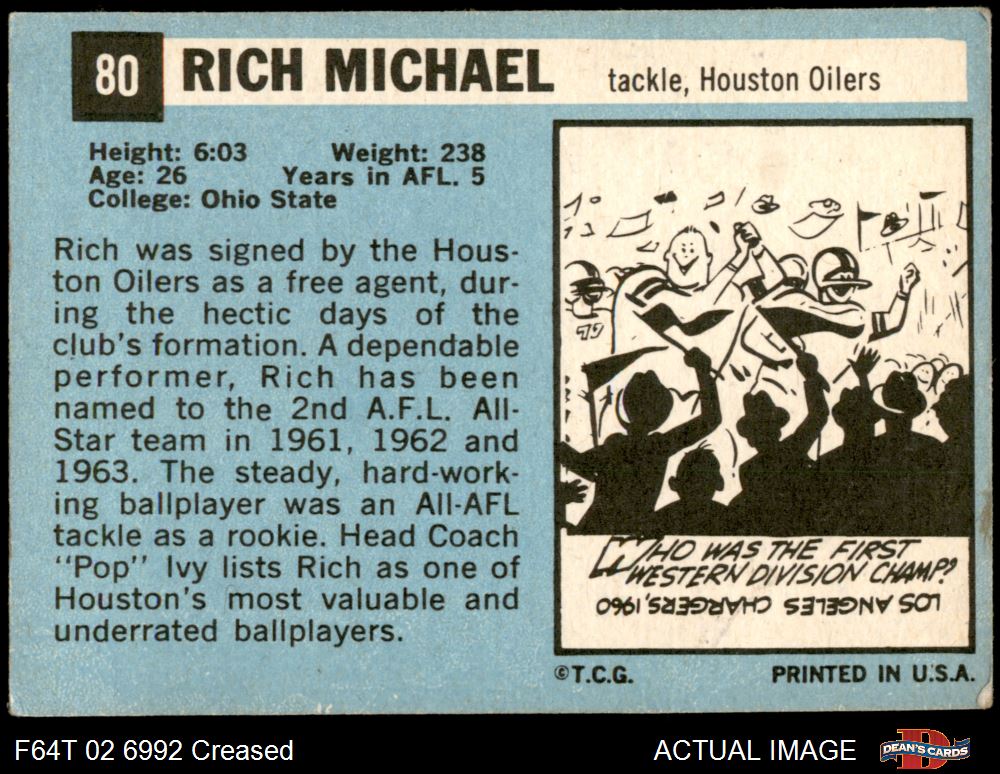 80 RICH MICHAEL tackle, Houston Oilers
Height: 6:03 Weight: 238
Age: 26 Years in AFL. 5
College: Ohio State
Rich was signed by the Hous-
ton Oilers as a free agent, dur-
ing the hectic days of the
club's formation. A dependable
performer, Rich has been
named to the 2nd A.F.L. All-
Star team in 1961, 1962 and
1963. The steady, hard-work-
ing ballplayer was an All-AFL
tackle as a rookie. Head Coach
"Pop" Ivy lists Rich as one of
Houston's most valuable and
underrated ballplayers.
WHO WAS THE FIRST
WESTERN DIVISION CHAMP?
LOS ANGELES CHARGERS, 1960
©T.C.G. PRINTED IN U.S.A.
F64T 02 6992 Creased ACTUAL IMAGE DEAN'S CARDS